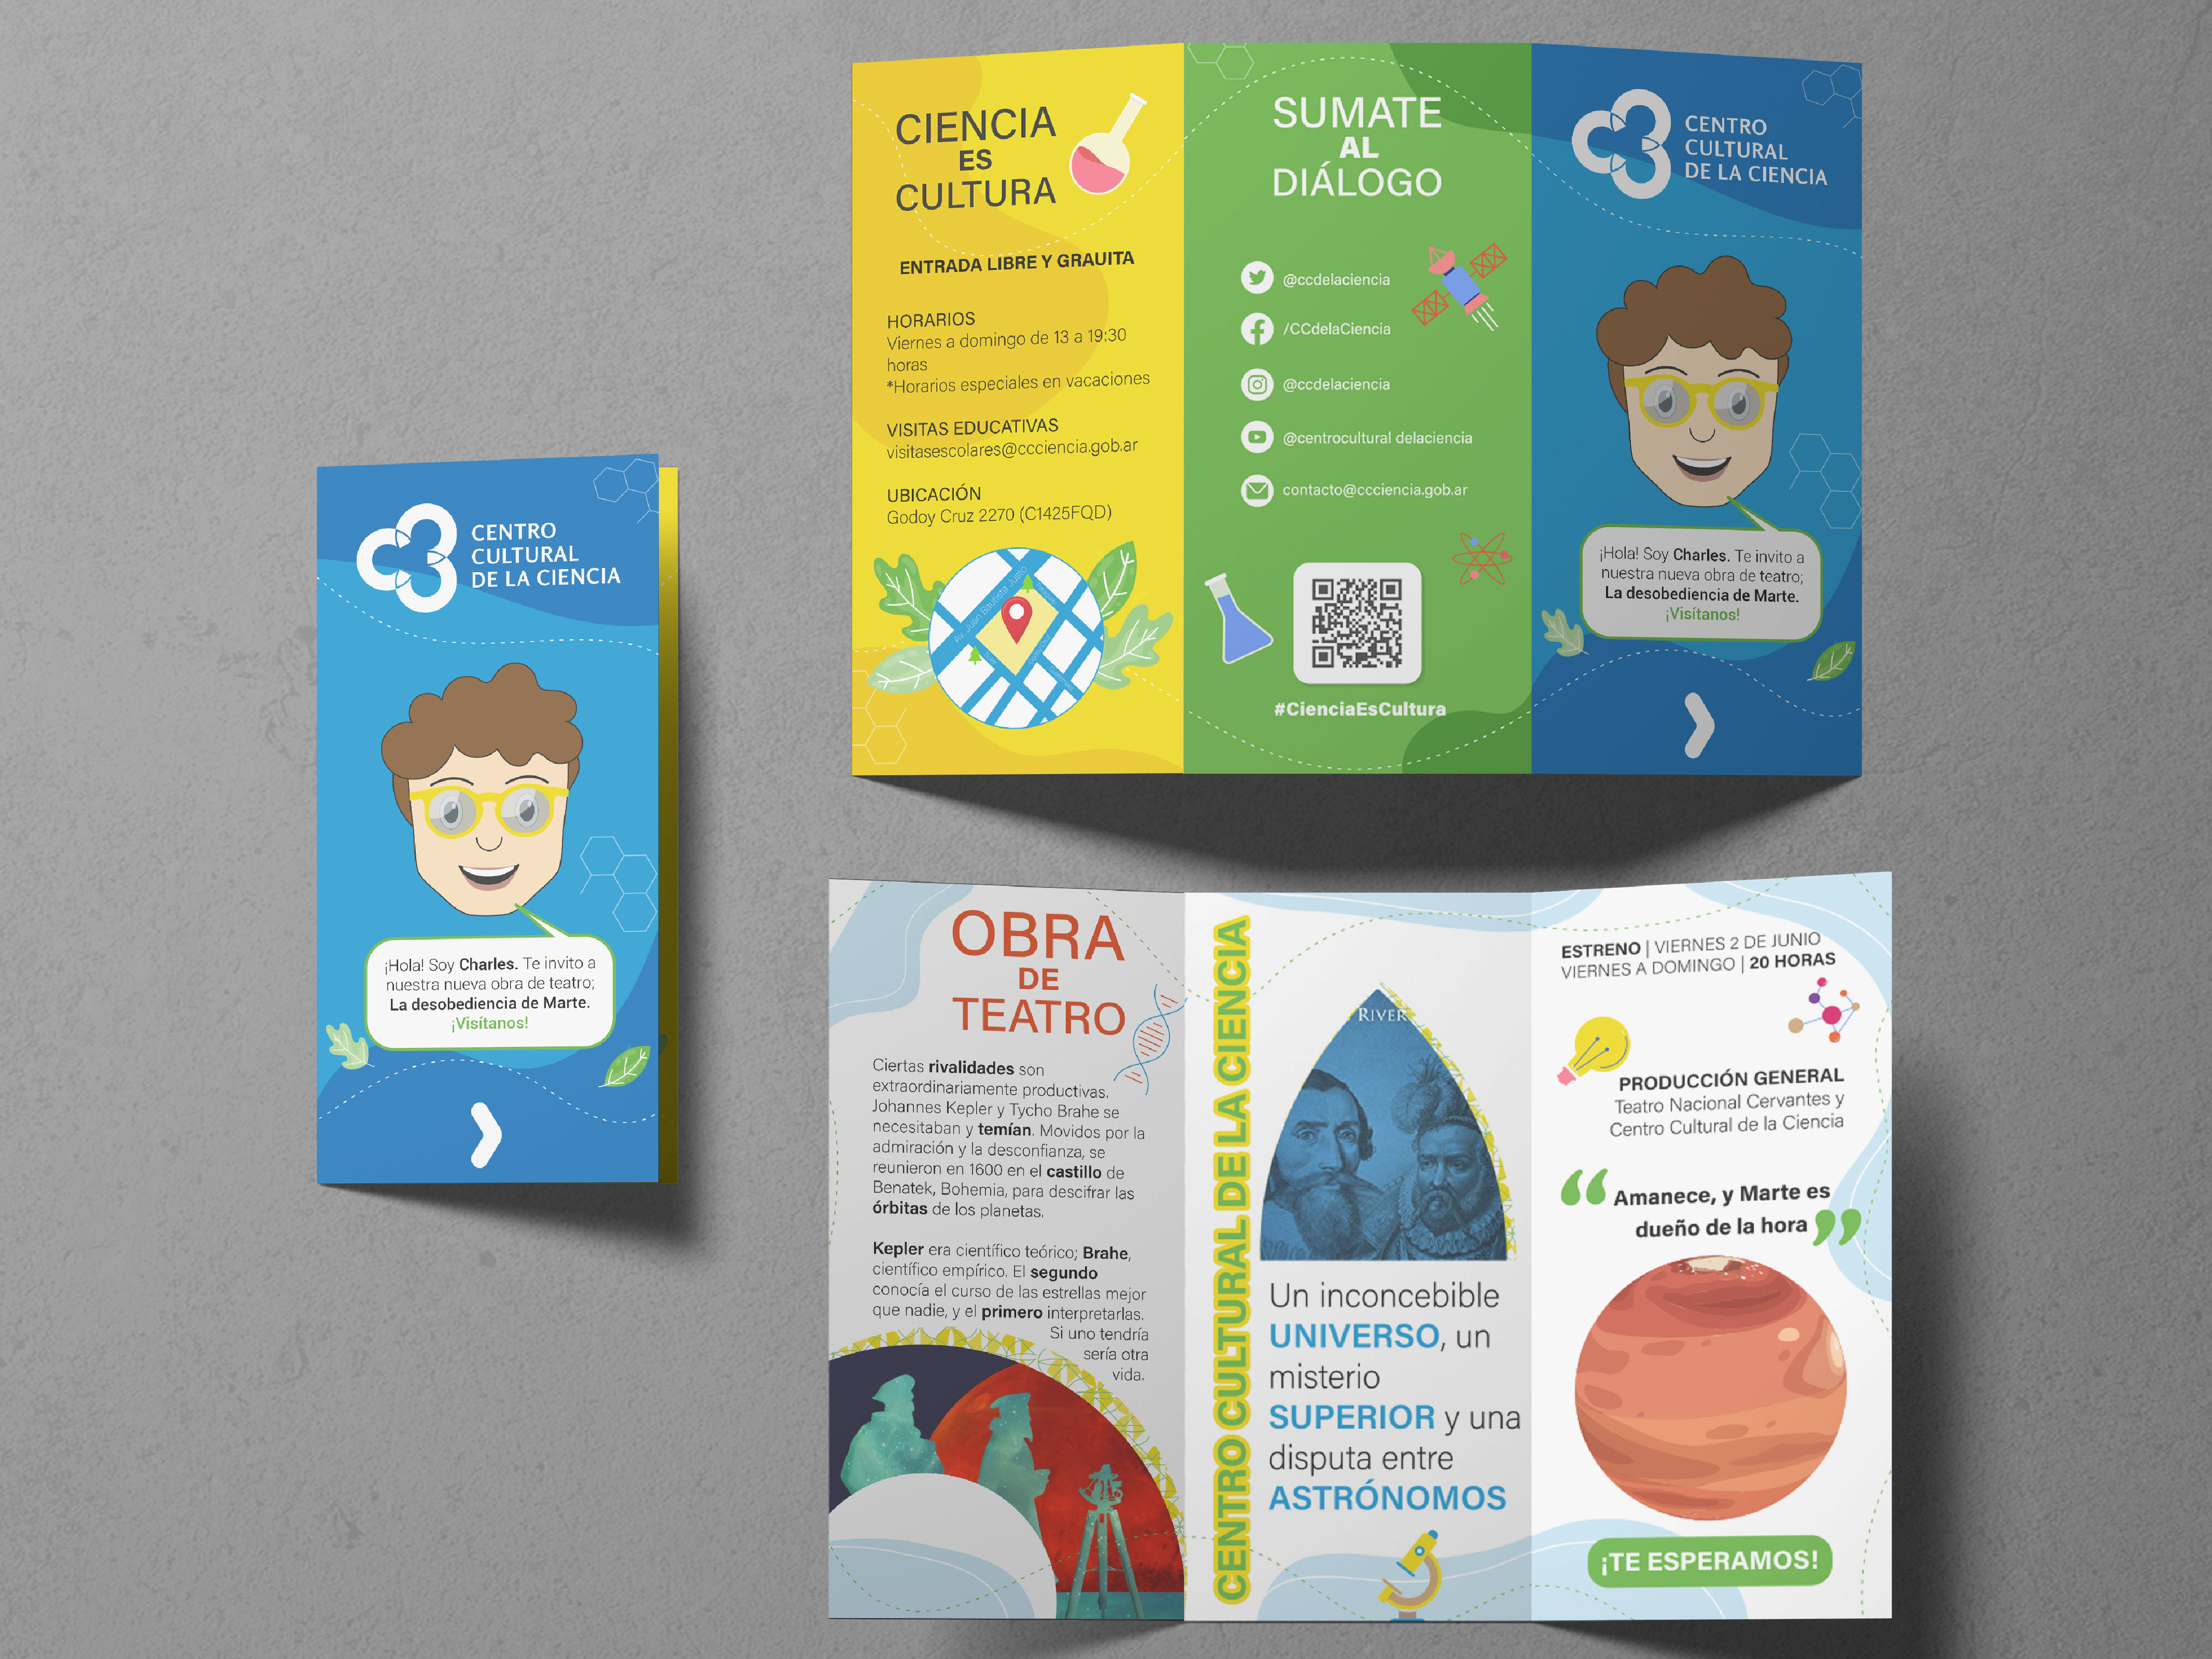 CENTRO
CULTURAL
DE LA CIENCIA
¡Hola! Soy Charles. Te invito a
nuestra nueva obra de teatro;
La desobediencia de Marte.
¡Visítanos!
CIENCIA
ES
CULTURA
ENTRADA LIBRE Y GRAUITA
HORARIOS
Viernes a domingo de 13 a 19:30
horas
*Horarios especiales en vacaciones
VISITAS EDUCATIVAS
visitasescolares@ccciencia.gob.ar
UBICACIÓN
Godoy Cruz 2270 (C1425FQD)
Av. Juan Bautista Justo
SUMATE
AL
DIÁLOGO
@ccdelaciencia
/CCdelaCiencia
@ccdelaciencia
@centrocultural delaciencia
contacto@ccciencia.gob.ar
#CienciaEsCultura
CENTRO
CULTURAL
DE LA CIENCIA
¡Hola! Soy Charles. Te invito a
nuestra nueva obra de teatro;
La desobediencia de Marte.
¡Visítanos!
OBRA
DE
TEATRO
Ciertas rivalidades son
extraordinariamente productivas.
Johannes Kepler y Tycho Brahe se
necesitaban y temían. Movidos por la
admiración y la desconfianza, se
reunieron en 1600 en el castillo de
Benatek, Bohemia, para descifrar las
órbitas de los planetas.
Kepler era científico teórico; Brahe,
científico empírico. El segundo
conocía el curso de las estrellas mejor
que nadie, y el primero interpretarlas.
Si uno tendría
sería otra
vida.
CENTRO CULTURAL DE LA CIENCIA
RIVER
Un inconcebible
UNIVERSO, un
misterio
SUPERIOR y una
disputa entre
ASTRÓNOMOS
ESTRENO | VIERNES 2 DE JUNIO
VIERNES A DOMINGO | 20 HORAS
PRODUCCIÓN GENERAL
Teatro Nacional Cervantes y
Centro Cultural de la Ciencia
“Amanece, y Marte es
dueño de la hora”
¡TE ESPERAMOS!